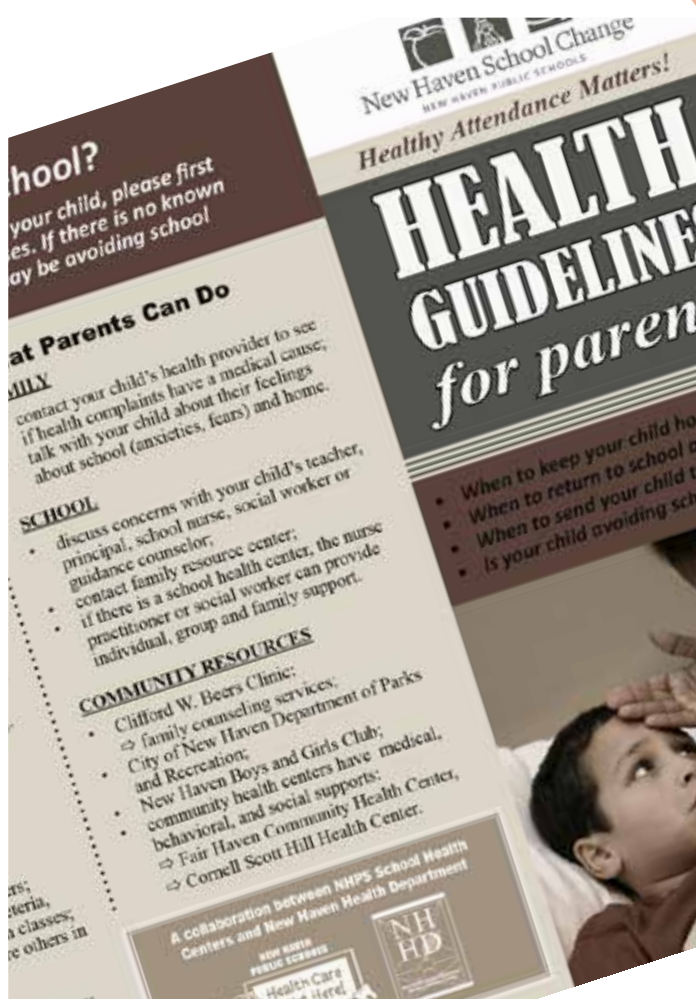 hool?
your child, please first
es. If there is no known
ay be avoiding school
at Parents Can Do
MILY
contact your child's health provider to see
if health complaints have a medical cause;
talk with your child about their feelings
about school (anxieties, fears) and home.
SCHOOL
• discuss concerns with your child's teacher,
principal, school nurse, social worker or
guidance counselor;
• contact family resource center;
• if there is a school health center, the nurse
practitioner or social worker can provide
individual, group and family support.
COMMUNITY RESOURCES
• Clifford W. Beers Clinic:
⇨ family counseling services;
• City of New Haven Department of Parks
and Recreation;
• New Haven Boys and Girls Club;
• community health centers have medical,
behavioral, and social supports:
⇨ Fair Haven Community Health Center,
⇨ Cornell Scott Hill Health Center.
rs;
teria,
classes;
re others in
A collaboration between NHPS School Health
Centers and New Haven Health Department
NEW HAVEN
PUBLIC SCHOOLS
Health Care
Here!
NH
HD
New Haven School Change
NEW HAVEN PUBLIC SCHOOLS
Healthy Attendance Matters!
HEALTH
GUIDELINE
for paren
• When to keep your child ho
• When to return to school
• When to send your child
• Is your child avoiding sc